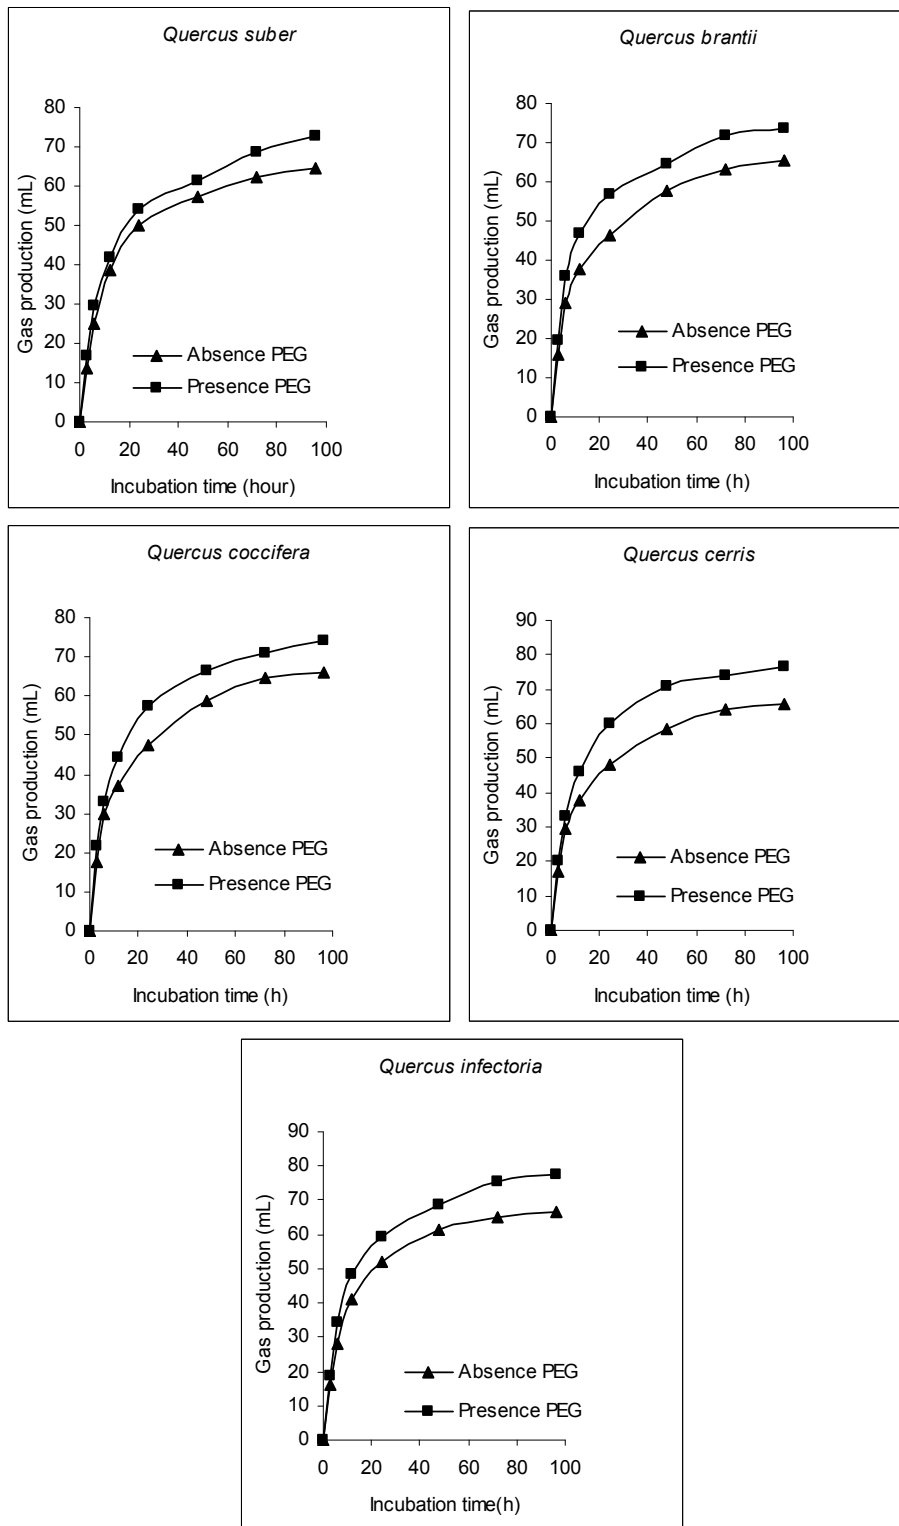 Quercus suber
80
70
60
50
40
30
20
10
0
Gas production (mL)
Absence PEG
Presence PEG
0 20 40 60 80 100
Incubation time (hour)
Quercus brantii
80
70
60
50
40
30
20
10
0
Gas production (mL)
Absence PEG
Presence PEG
0 20 40 60 80 100
Incubation time (h)
Quercus coccifera
80
70
60
50
40
30
20
10
0
Gas production (mL)
Absence PEG
Presence PEG
0 20 40 60 80 100
Incubation time (h)
Quercus cerris
90
80
70
60
50
40
30
20
10
0
Gas production (mL)
Absence PEG
Presence PEG
0 20 40 60 80 100
Incubation time (h)
Quercus infectoria
90
80
70
60
50
40
30
20
10
0
Gas production (mL)
Absence PEG
Presence PEG
0 20 40 60 80 100
Incubation time(h)